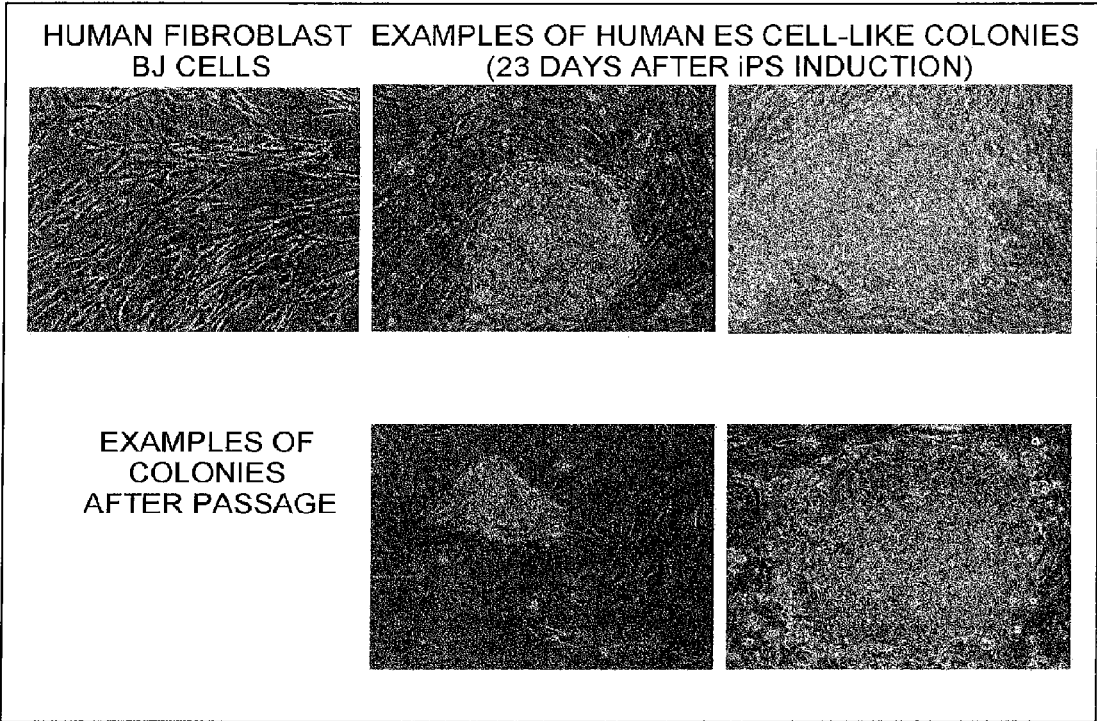 HUMAN FIBROBLAST
BJ CELLS
EXAMPLES OF HUMAN ES CELL-LIKE COLONIES
(23 DAYS AFTER iPS INDUCTION)
EXAMPLES OF
COLONIES
AFTER PASSAGE